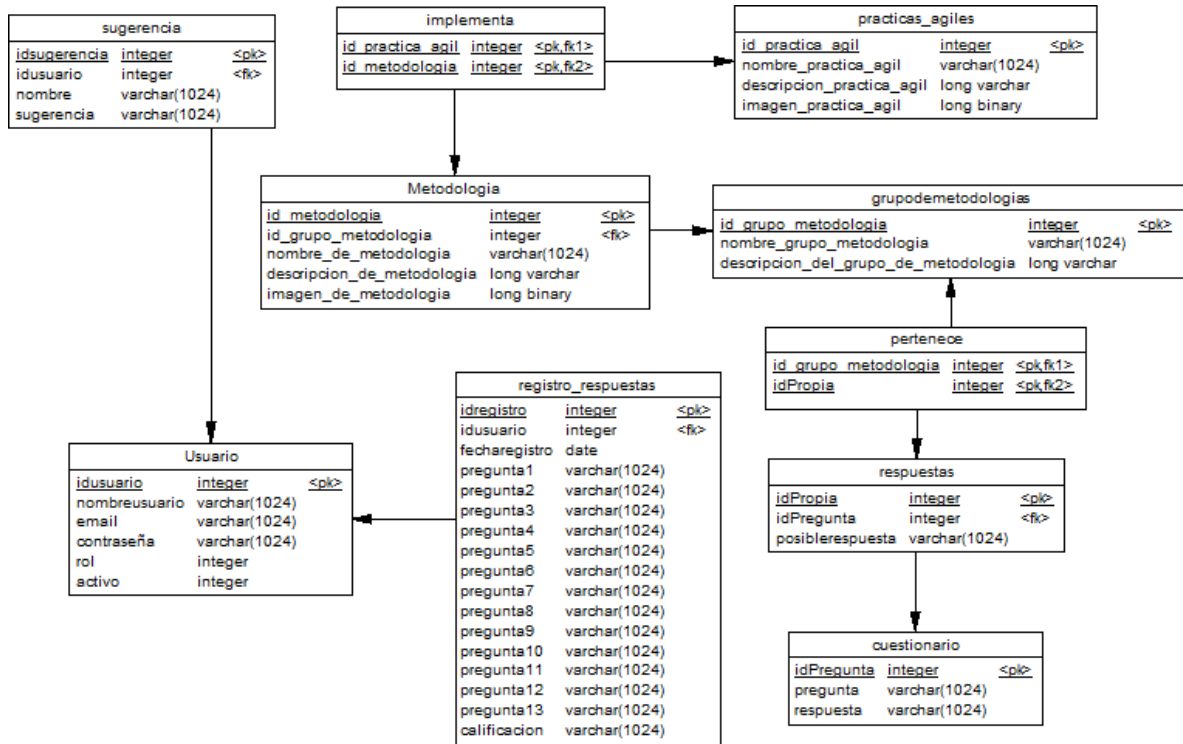 sugerencia
idsugerencia integer <pk>
idusuario integer <fk>
nombre varchar(1024)
sugerencia varchar(1024)
implementa
id_practica_agil integer <pk,fk1>
id_metodologia integer <pk,fk2>
practicas_agiles
id_practica_agil integer <pk>
nombre_practica_agil varchar(1024)
descripcion_practica_agil long varchar
imagen_practica_agil long binary
Metodologia
id_metodologia integer <pk>
id_grupo_metodologia integer <fk>
nombre_de_metodologia varchar(1024)
descripcion_de_metodologia long varchar
imagen_de_metodologia long binary
grupodemetodologias
id_grupo_metodologia integer <pk>
nombre_grupo_metodologia varchar(1024)
descripcion_del_grupo_de_metodologia long varchar
pertenece
id_grupo_metodologia integer <pk,fk1>
idPropia integer <pk,fk2>
registro_respuestas
idregistro integer <pk>
idusuario integer <fk>
fecharegistro date
pregunta1 varchar(1024)
pregunta2 varchar(1024)
pregunta3 varchar(1024)
pregunta4 varchar(1024)
pregunta5 varchar(1024)
pregunta6 varchar(1024)
pregunta7 varchar(1024)
pregunta8 varchar(1024)
pregunta9 varchar(1024)
pregunta10 varchar(1024)
pregunta11 varchar(1024)
pregunta12 varchar(1024)
pregunta13 varchar(1024)
calificacion varchar(1024)
Usuario
idusuario integer <pk>
nombreusuario varchar(1024)
email varchar(1024)
contraseña varchar(1024)
rol integer
activo integer
respuestas
idPropia integer <pk>
idPregunta integer <fk>
posiblerespuesta varchar(1024)
cuestionario
idPregunta integer <pk>
pregunta varchar(1024)
respuesta varchar(1024)